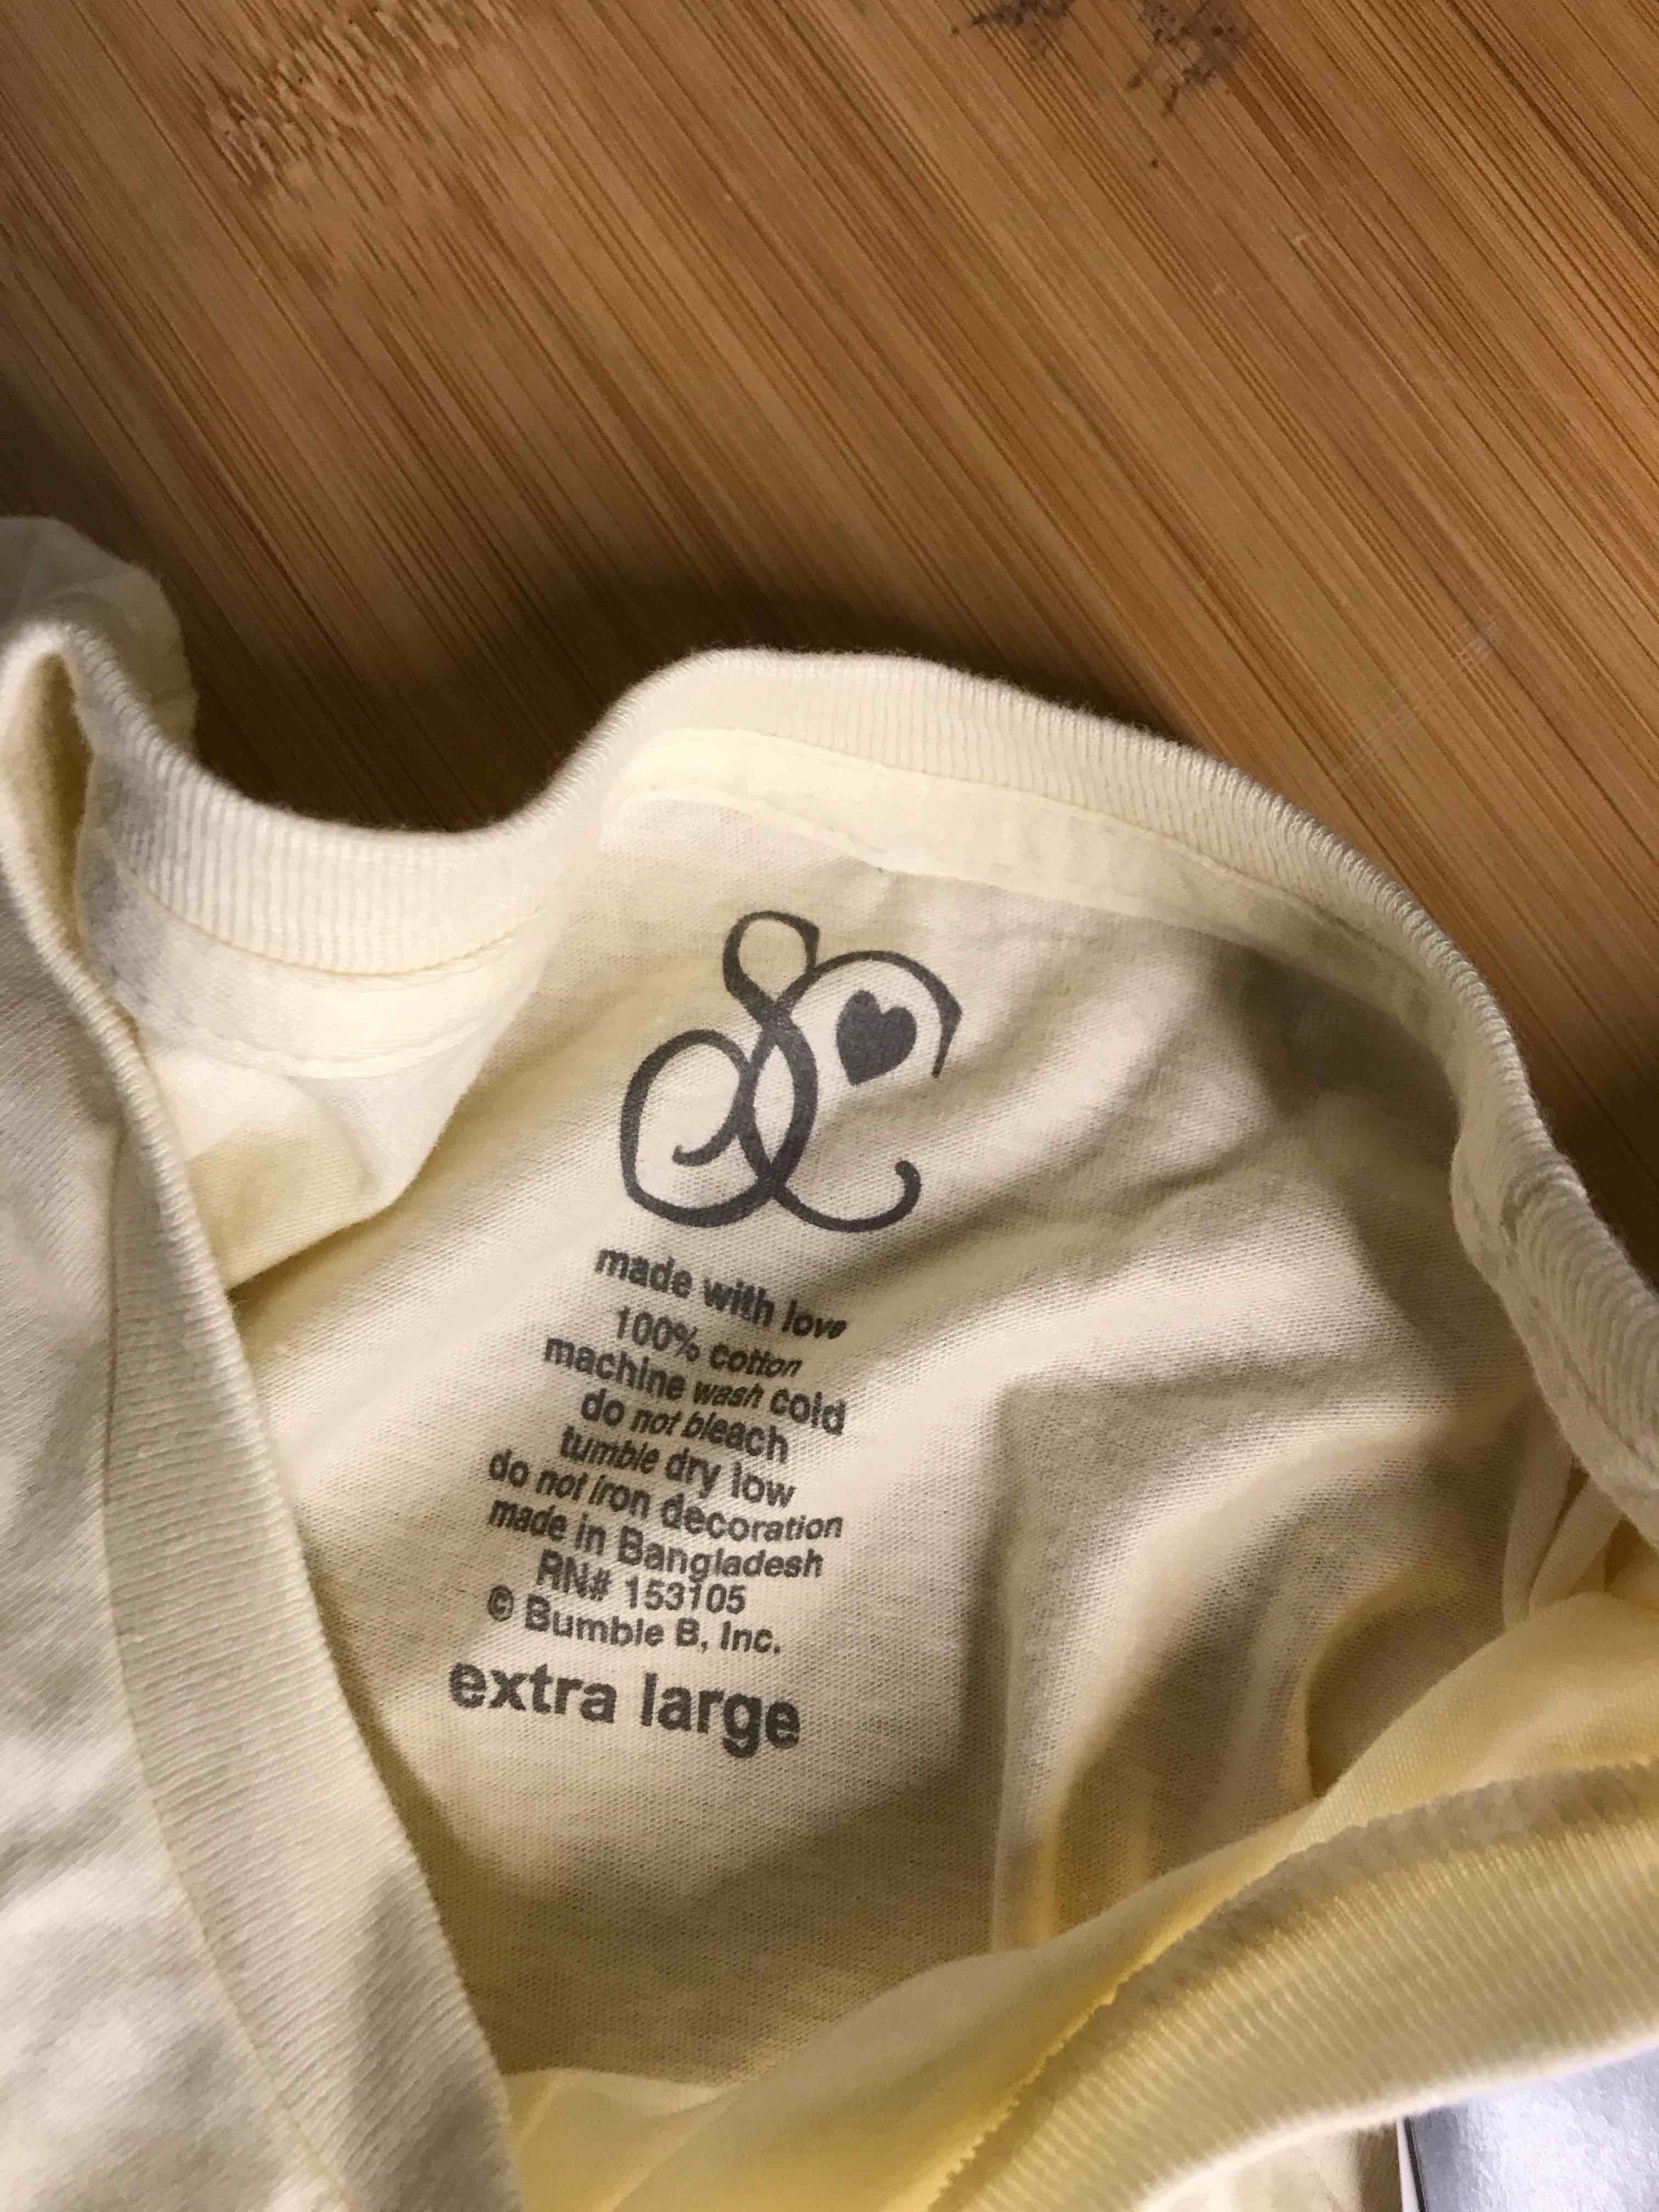 SC
made with love
100% cotton
machine wash cold
do not bleach
tumble dry low
do not iron decoration
made in Bangladesh
RN# 153105
© Bumble B, Inc.
extra large